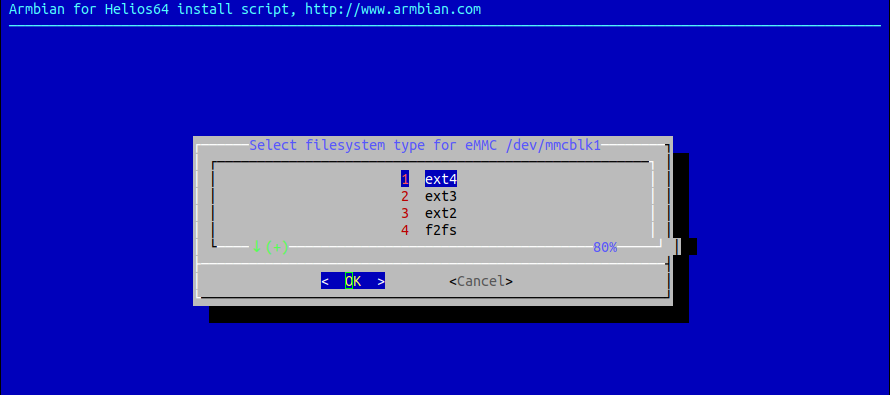 Armbian for Helios64 install script, http://www.armbian.com
Select filesystem type for eMMC /dev/mmcblk1
1 ext4
2 ext3
3 ext2
4 f2fs
80%
< OK > <Cancel>